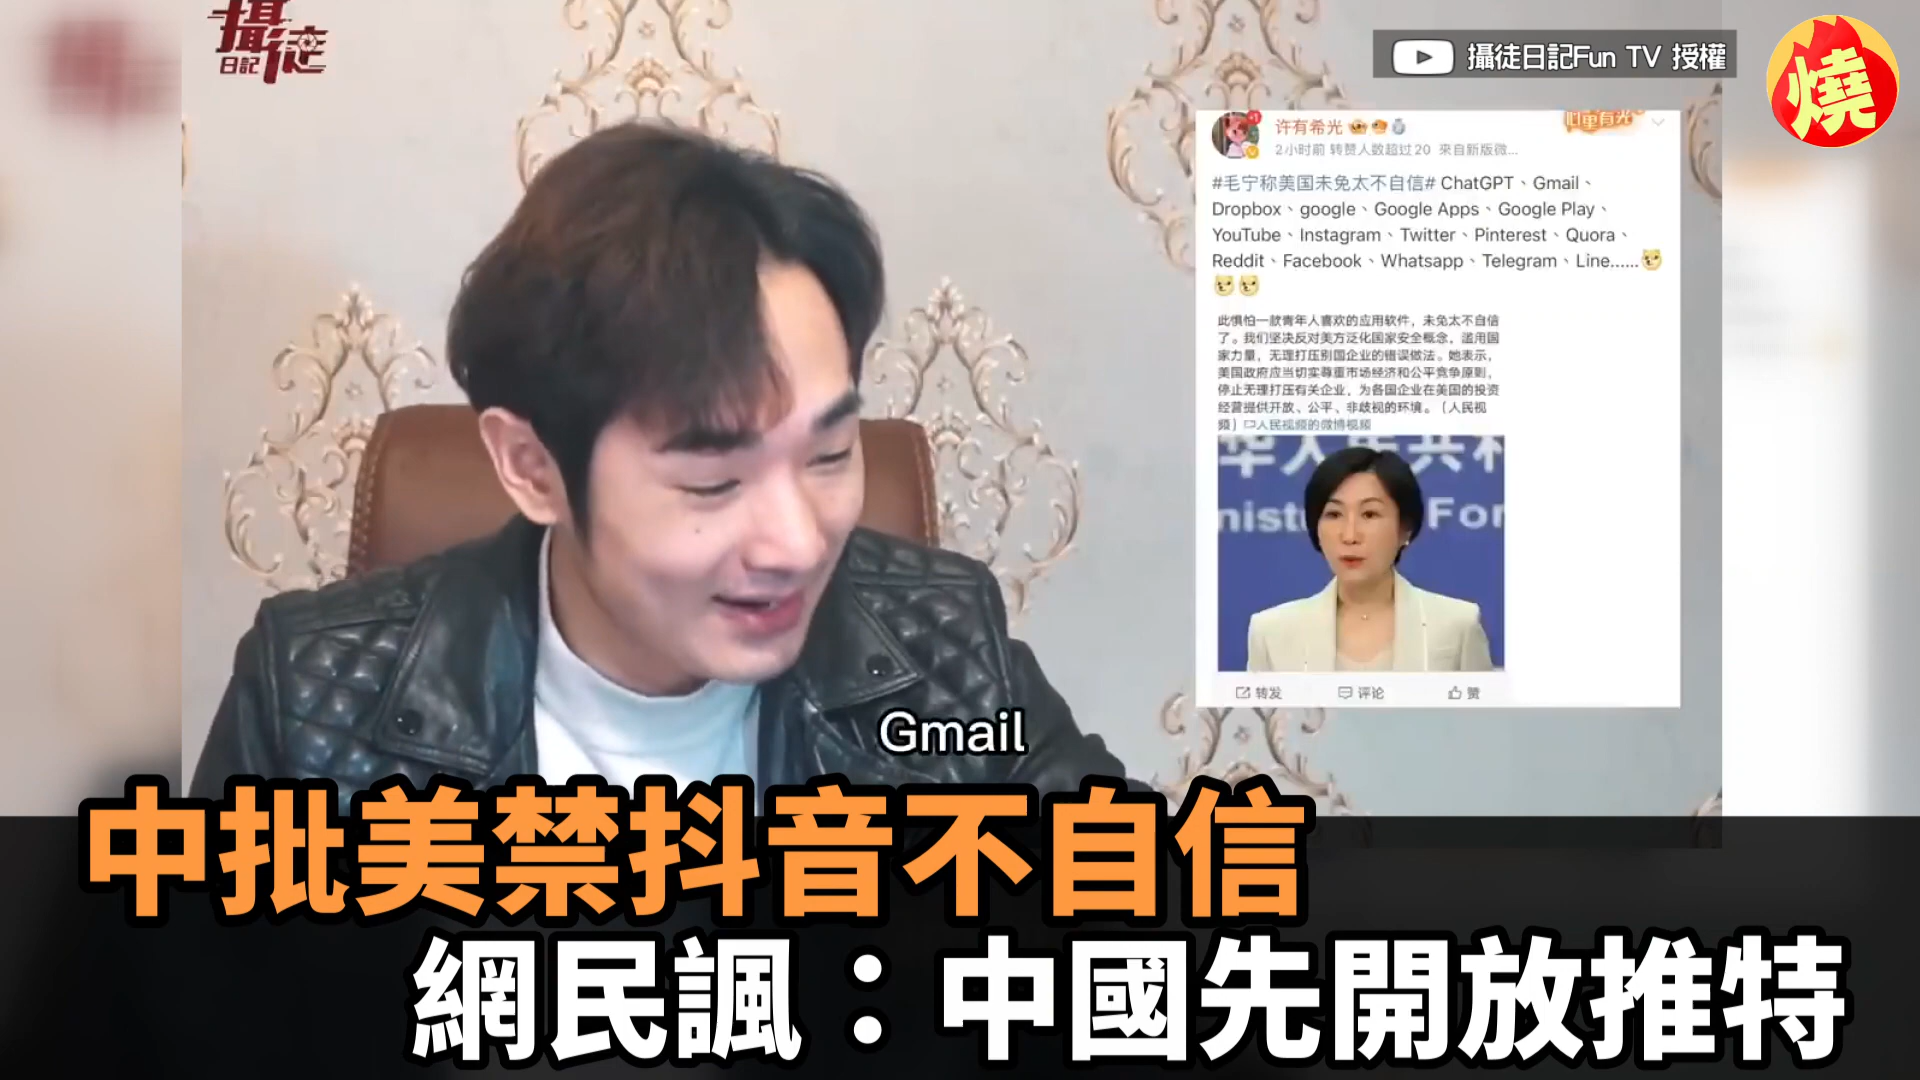 攝徒
日記
攝徒日記Fun TV 授權
燒
许有希光
2小时前 转赞人数超过20 來自新版微...
#毛宁称美国未免太不自信# ChatGPT、Gmail、
Dropbox、google、Google Apps、Google Play、
YouTube、Instagram、Twitter、Pinterest、Quora、
Reddit、Facebook、Whatsapp、Telegram、Line......
此惧怕一款青年人喜欢的应用软件，未免太不自信
了。我们坚决反对美方泛化国家安全概念，滥用国
家力量，无理打压别国企业的错误做法。她表示，
美国政府应当切实尊重市场经济和公平竞争原则，
停止无理打压有关企业，为各国企业在美国的投资
经营提供开放、公平、非歧视的环境。（人民视
频）人民视频的微博视频
华人民共和
nist For
转发 评论 赞
Gmail
中批美禁抖音不自信
網民諷：中國先開放推特